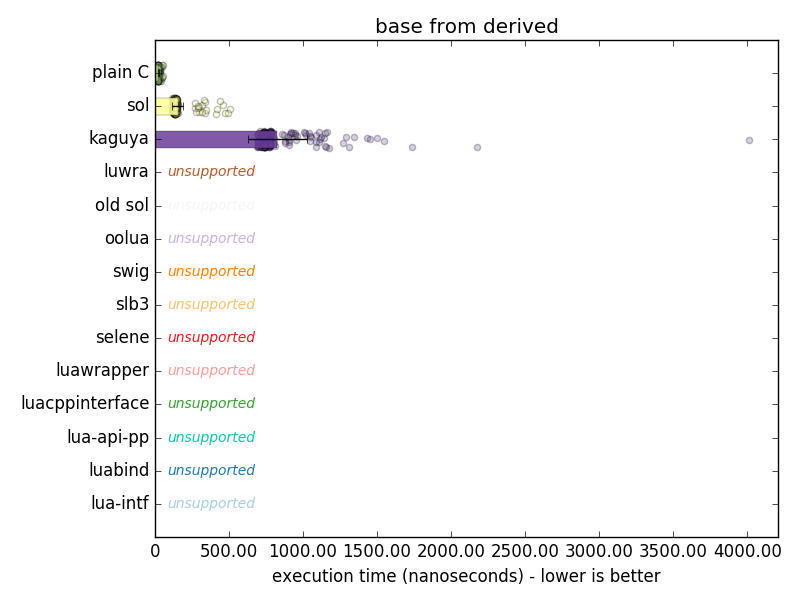 base from derived
plain C
sol
kaguya
luwra unsupported
old sol unsupported
oolua unsupported
swig unsupported
slb3 unsupported
selene unsupported
luawrapper unsupported
luacppinterface unsupported
lua-api-pp unsupported
luabind unsupported
lua-intf unsupported
0 500.00 1000.00 1500.00 2000.00 2500.00 3000.00 3500.00 4000.00
execution time (nanoseconds) - lower is better